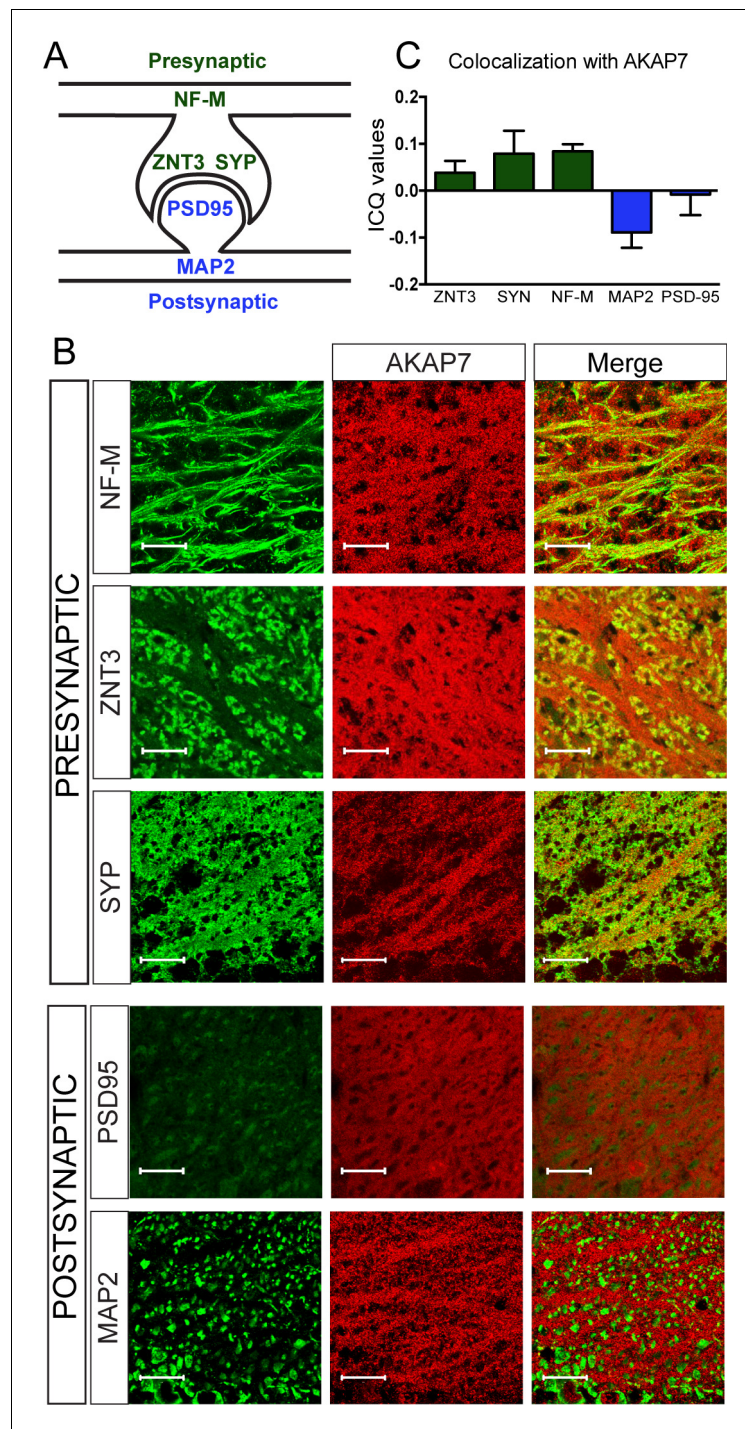 A
Presynaptic
NF-M
ZNT3 SYP
PSD95
MAP2
Postsynaptic
C
Colocalization with AKAP7
ICQ values
0.2
0.1
0.0
-0.1
-0.2
ZNT3 SYN NF-M MAP2 PSD-95
B
AKAP7 Merge
PRESYNAPTIC
NF-M
ZNT3
SYP
POSTSYNAPTIC
PSD95
MAP2